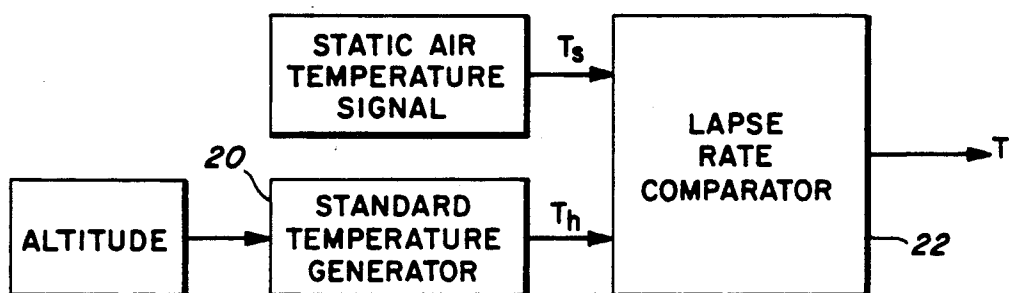 STATIC AIR
TEMPERATURE
SIGNAL
Ts
LAPSE
RATE
COMPARATOR
T
20
ALTITUDE
STANDARD
TEMPERATURE
GENERATOR
Th
22